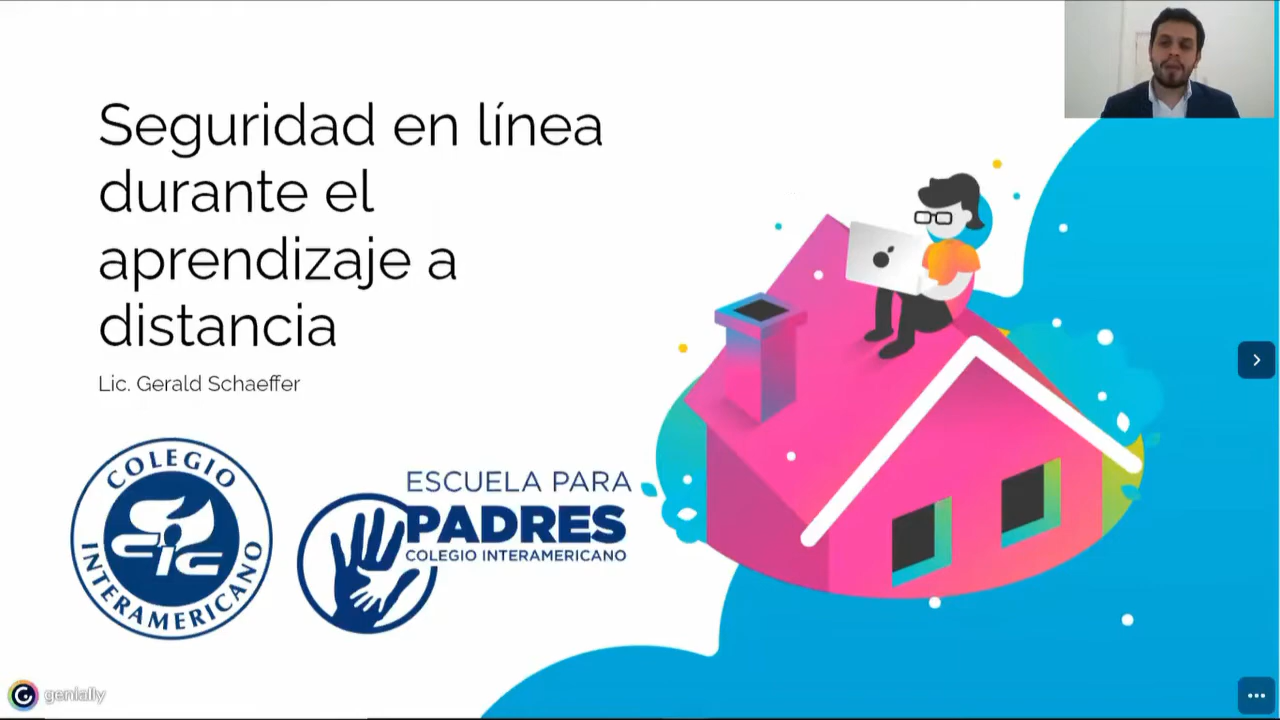 Seguridad en línea
durante el
aprendizaje a
distancia
Lic. Gerald Schaeffer
COLEGIO
CIC
INTERAMERICANO
ESCUELA PARA
PADRES
COLEGIO INTERAMERICANO
genially